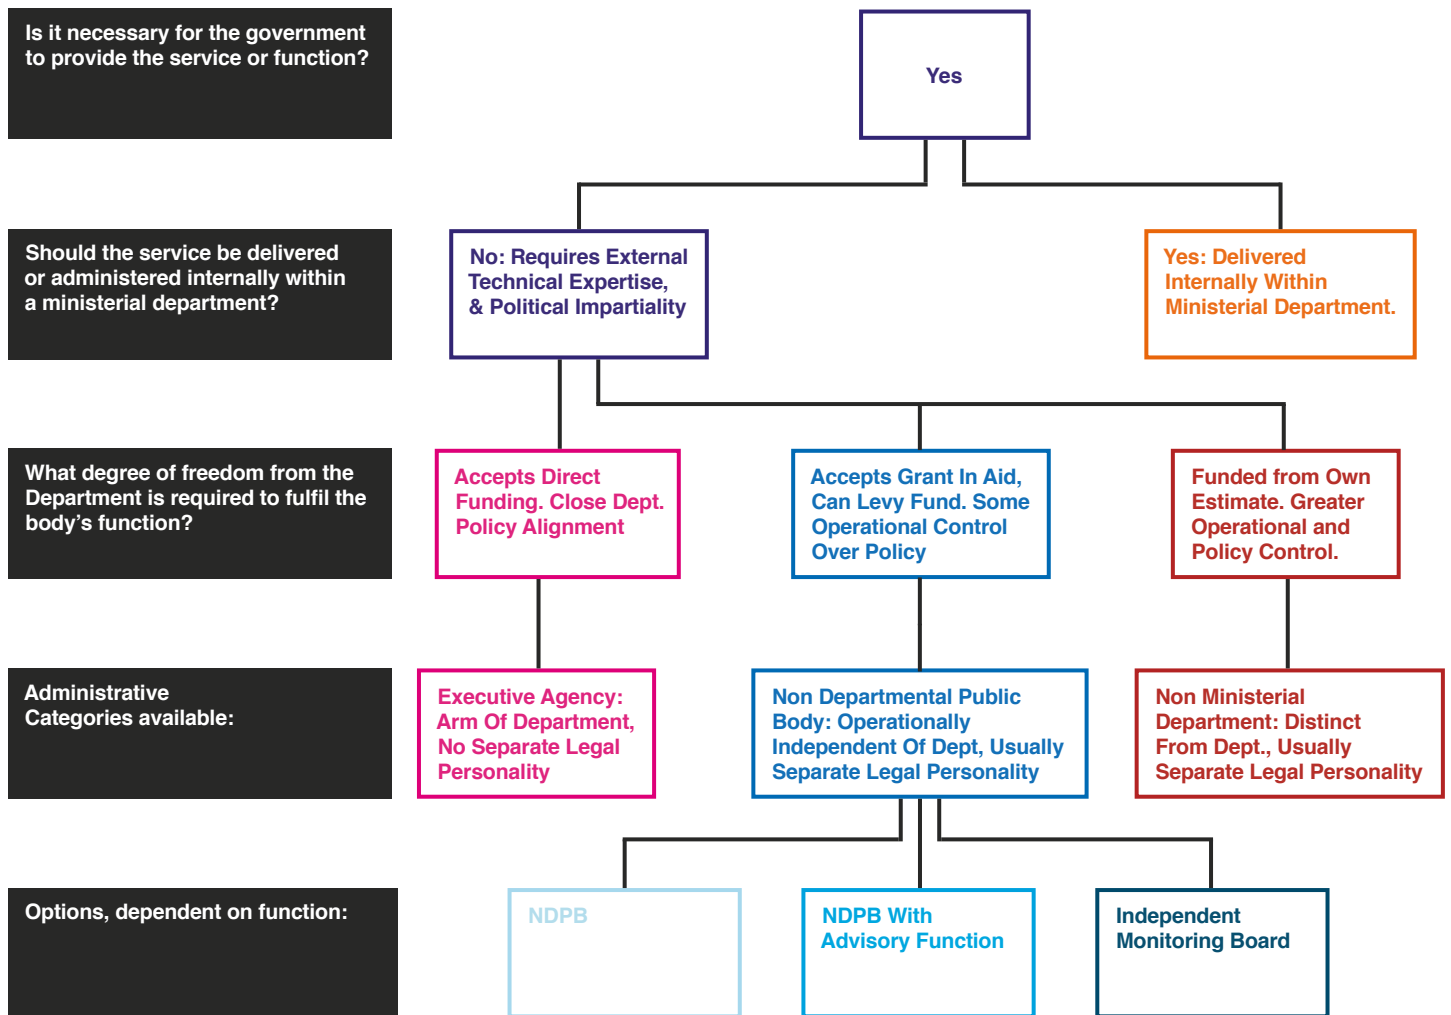 Is it necessary for the government
to provide the service or function?
Yes
Should the service be delivered
or administered internally within
a ministerial department?
No: Requires External
Technical Expertise,
& Political Impartiality
Yes: Delivered
Internally Within
Ministerial Department.
What degree of freedom from the
Department is required to fulfil the
body's function?
Accepts Direct
Funding. Close Dept.
Policy Alignment
Accepts Grant In Aid,
Can Levy Fund. Some
Operational Control
Over Policy
Funded from Own
Estimate. Greater
Operational and
Policy Control.
Administrative
Categories available:
Executive Agency:
Arm Of Department,
No Separate Legal
Personality
Non Departmental Public
Body: Operationally
Independent Of Dept, Usually
Separate Legal Personality
Non Ministerial
Department: Distinct
From Dept., Usually
Separate Legal Personality
Options, dependent on function:
NDPB
NDPB With
Advisory Function
Independent
Monitoring Board